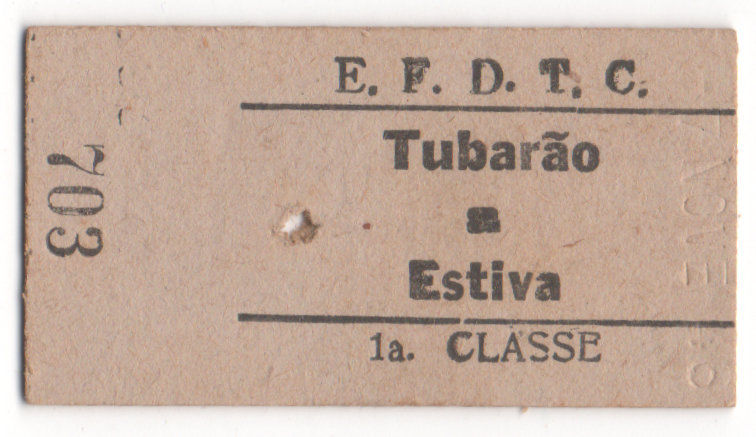 E. F. D. T. C.
Tubarão
a
Estiva
1a. CLASSE
703